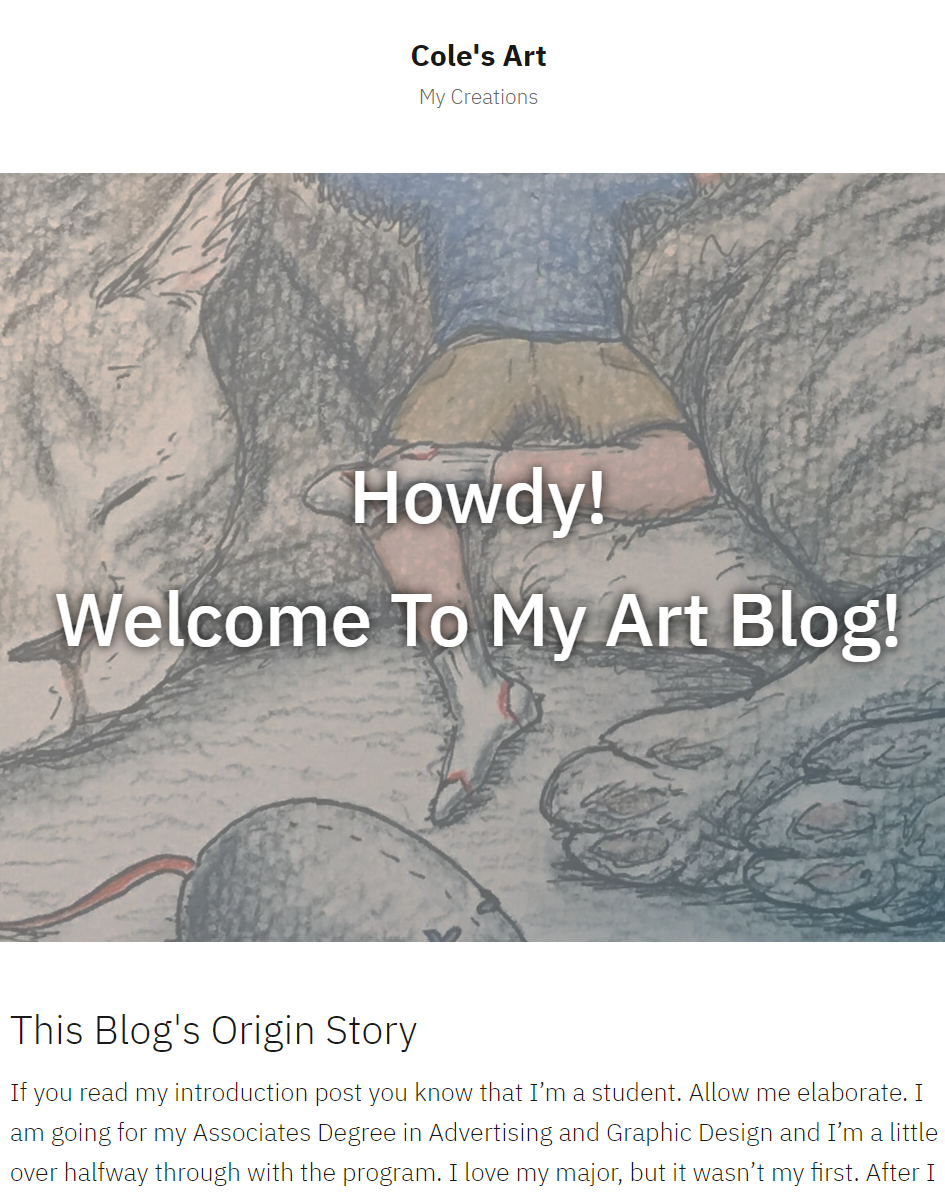 Cole's Art
My Creations
Howdy!
Welcome To My Art Blog!
This Blog's Origin Story
If you read my introduction post you know that I’m a student. Allow me elaborate. I
am going for my Associates Degree in Advertising and Graphic Design and I’m a little
over halfway through with the program. I love my major, but it wasn’t my first. After I